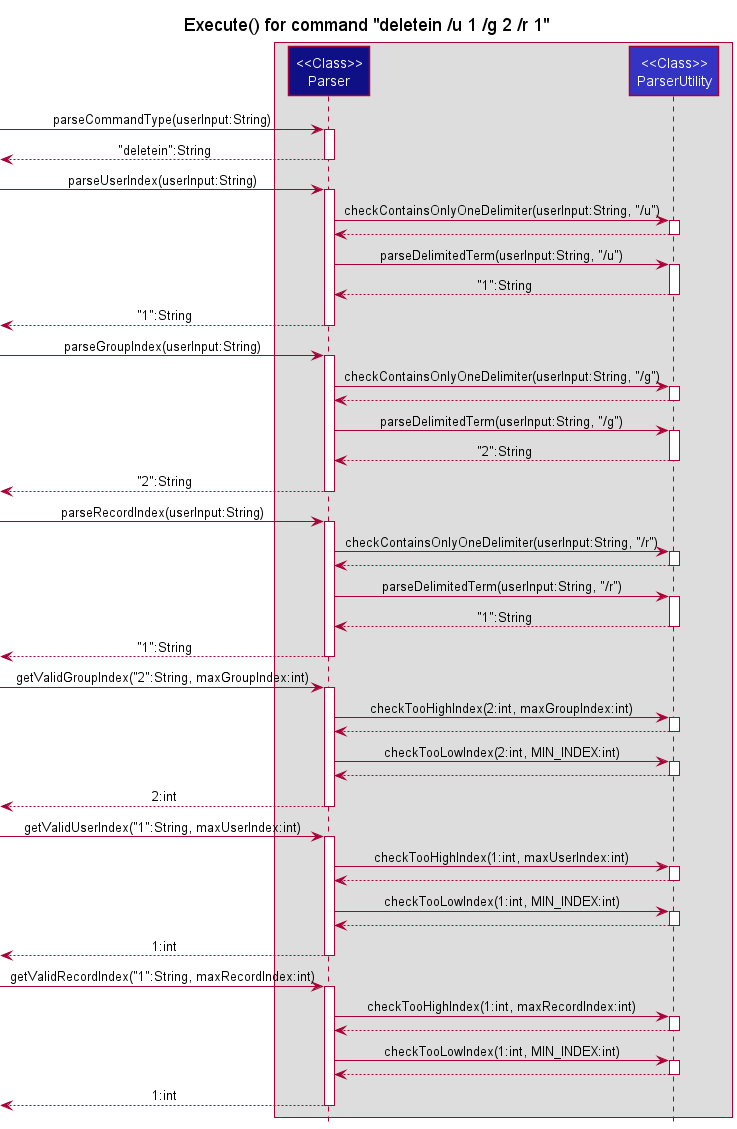 Execute() for command "deletein /u 1 /g 2 /r 1"
<<Class>>
Parser
<<Class>>
ParserUtility
parseCommandType(userInput:String)
"deletein":String
parseUserIndex(userInput:String)
checkContainsOnlyOneDelimiter(userInput:String, "/u")
parseDelimitedTerm(userInput:String, "/u")
"1":String
"1":String
parseGroupIndex(userInput:String)
checkContainsOnlyOneDelimiter(userInput:String, "/g")
parseDelimitedTerm(userInput:String, "/g")
"2":String
"2":String
parseRecordIndex(userInput:String)
checkContainsOnlyOneDelimiter(userInput:String, "/r")
parseDelimitedTerm(userInput:String, "/r")
"1":String
"1":String
getValidGroupIndex("2":String, maxGroupIndex:int)
checkTooHighIndex(2:int, maxGroupIndex:int)
checkTooLowIndex(2:int, MIN_INDEX:int)
2:int
getValidUserIndex("1":String, maxUserIndex:int)
checkTooHighIndex(1:int, maxUserIndex:int)
checkTooLowIndex(1:int, MIN_INDEX:int)
1:int
getValidRecordIndex("1":String, maxRecordIndex:int)
checkTooHighIndex(1:int, maxRecordIndex:int)
checkTooLowIndex(1:int, MIN_INDEX:int)
1:int